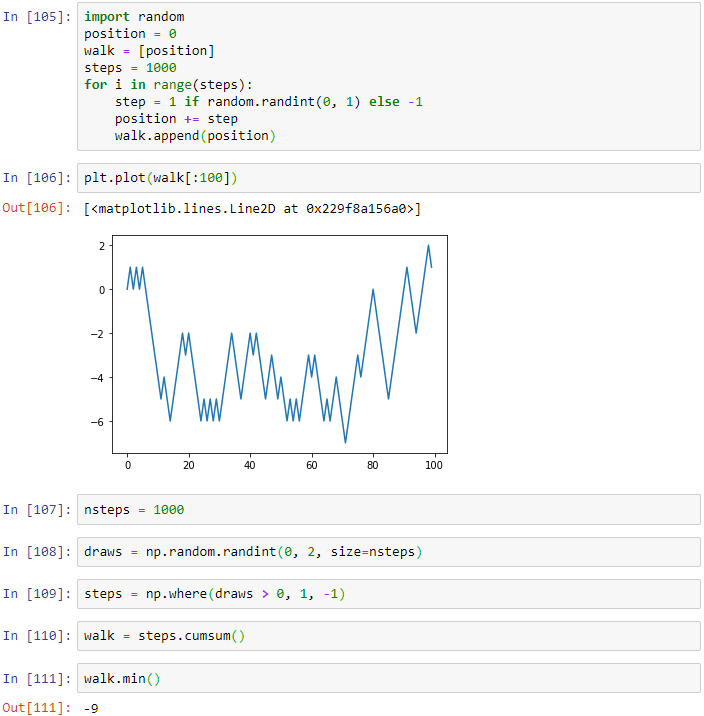 In [105]: import random
position = 0
walk = [position]
steps = 1000
for i in range(steps):
    step = 1 if random.randint(0, 1) else -1
    position += step
    walk.append(position)
In [106]: plt.plot(walk[:100])
Out[106]: [<matplotlib.lines.Line2D at 0x229f8a156a0>]
2
0
−2
−4
−6
0 20 40 60 80 100
In [107]: nsteps = 1000
In [108]: draws = np.random.randint(0, 2, size=nsteps)
In [109]: steps = np.where(draws > 0, 1, -1)
In [110]: walk = steps.cumsum()
In [111]: walk.min()
Out[111]: -9